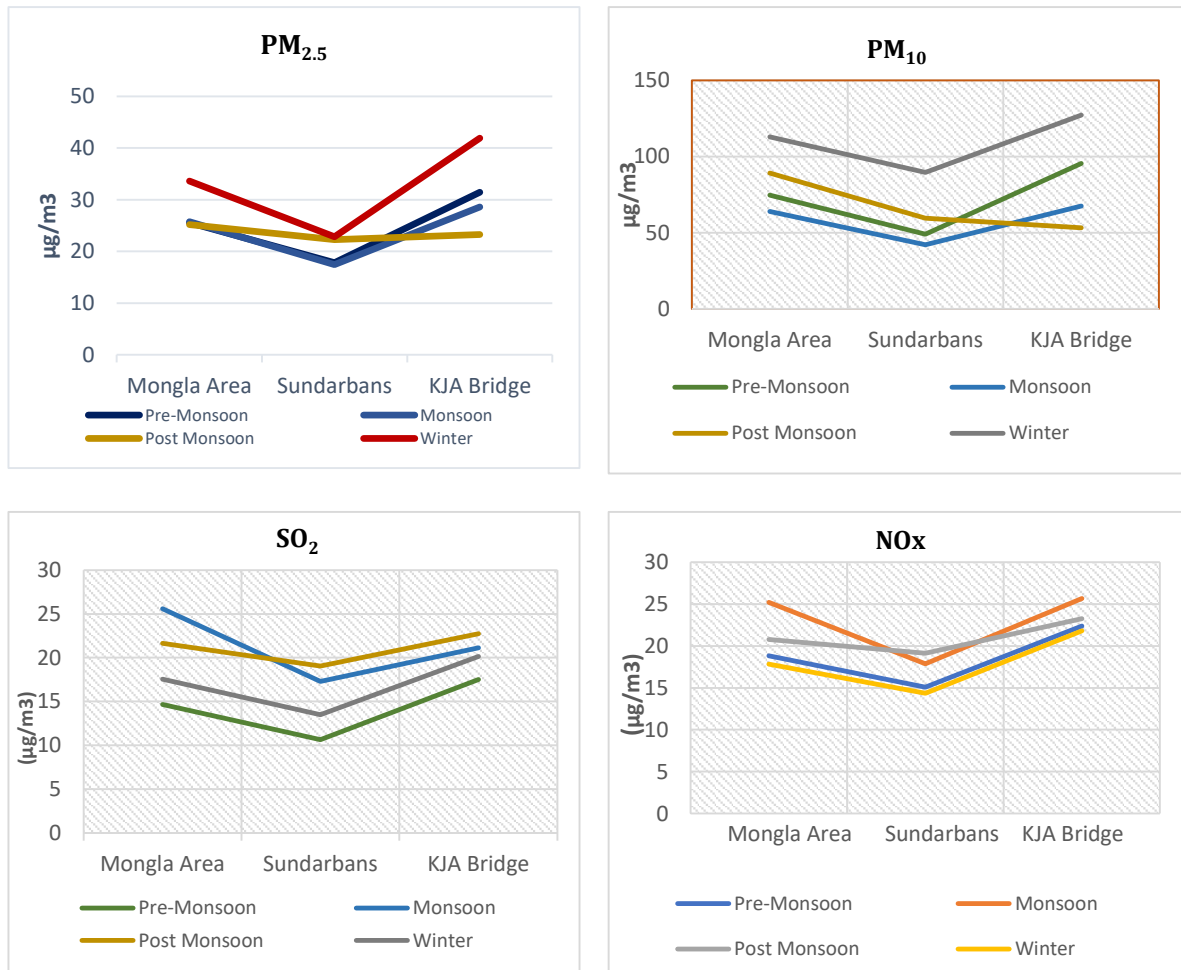 PM2.5
50
40
30
20
10
0
µg/m3
Mongla Area Sundarbans KJA Bridge
Pre-Monsoon Monsoon
Post Monsoon Winter
PM10
150
100
50
0
µg/m3
Mongla Area Sundarbans KJA Bridge
Pre-Monsoon Monsoon
Post Monsoon Winter
SO2
30
25
20
15
10
5
0
(µg/m3)
Mongla Area Sundarbans KJA Bridge
Pre-Monsoon Monsoon
Post Monsoon Winter
NOx
30
25
20
15
10
5
0
(µg/m3)
Mongla Area Sundarbans KJA Bridge
Pre-Monsoon Monsoon
Post Monsoon Winter